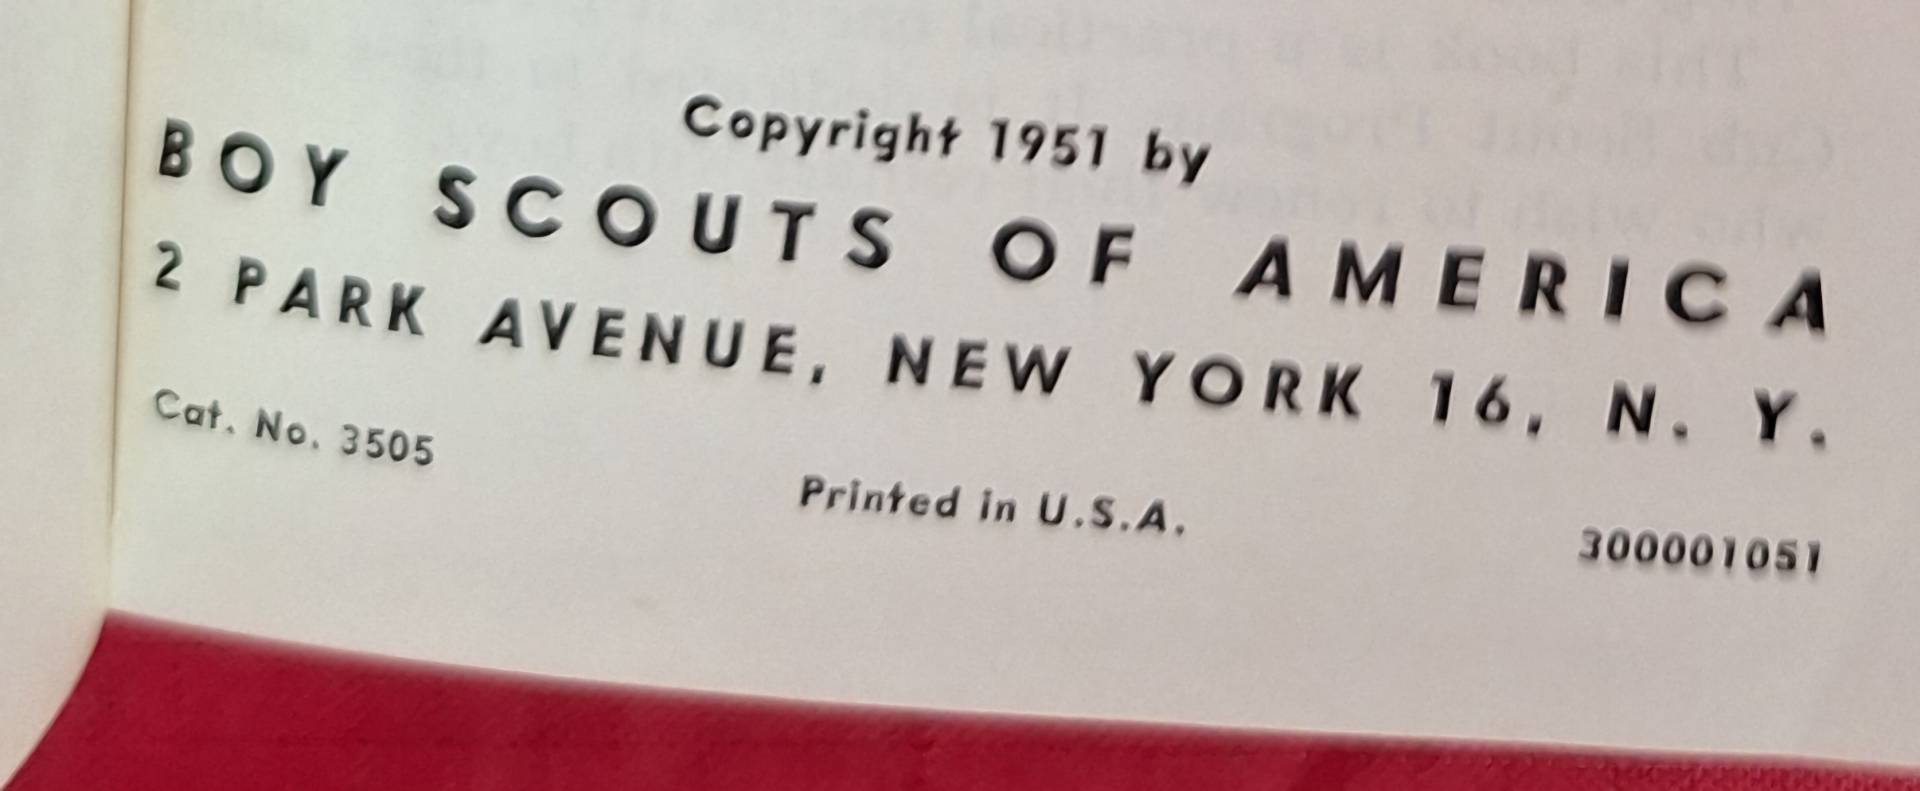 Copyright 1951 by
BOY SCOUTS OF AMERICA
2 PARK AVENUE, NEW YORK 16, N. Y.
Cat. No. 3505
Printed in U.S.A.
300001051